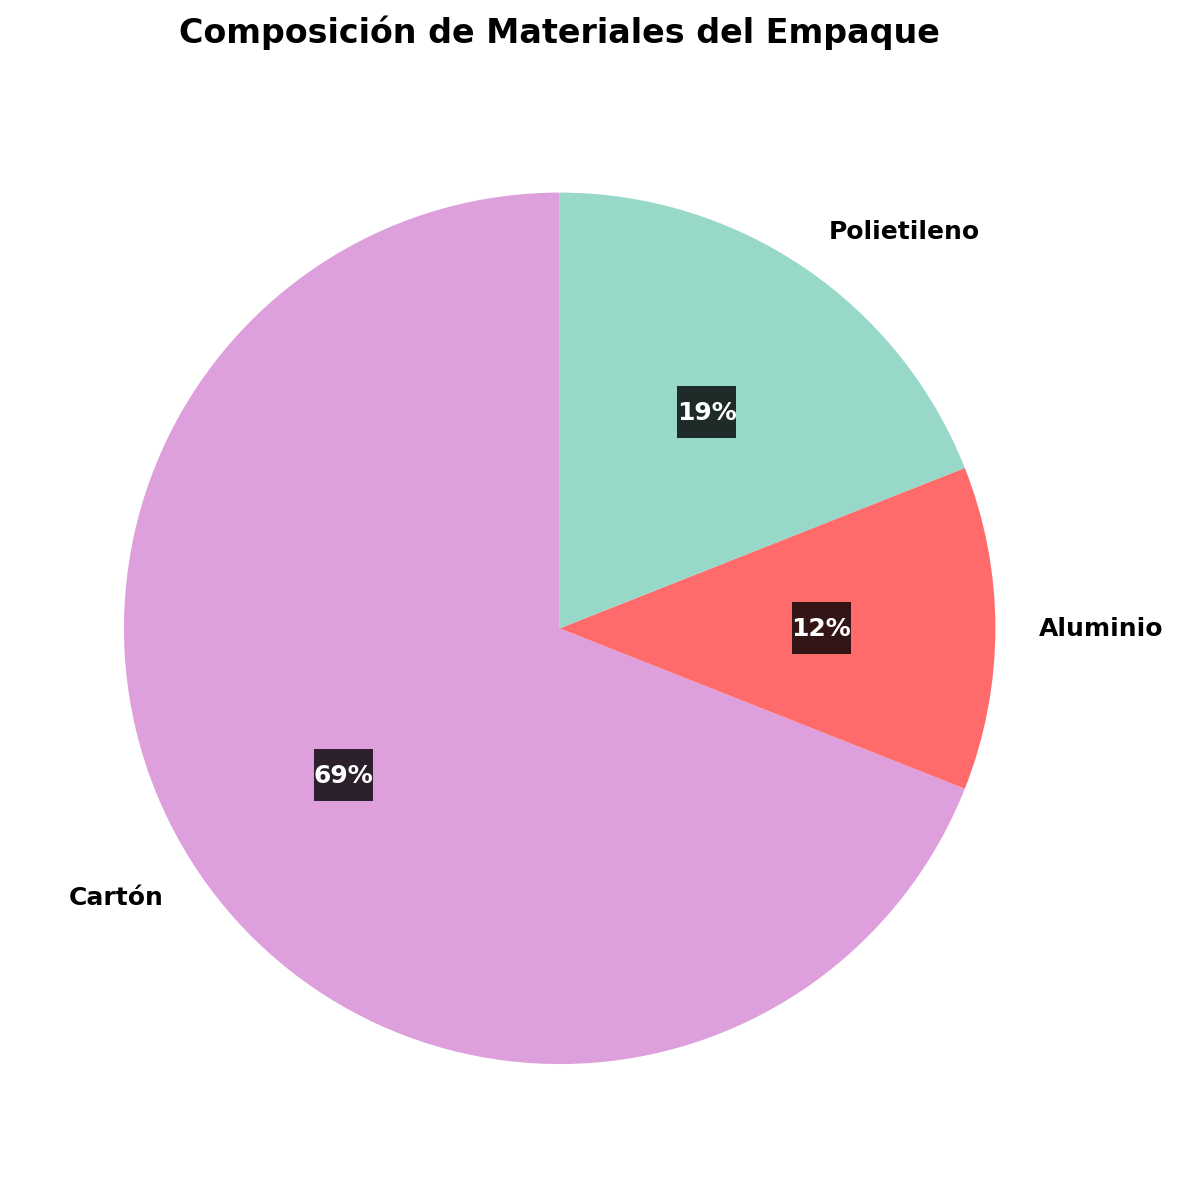 Composición de Materiales del Empaque
Polietileno
19%
12%
Aluminio
69%
Cartón